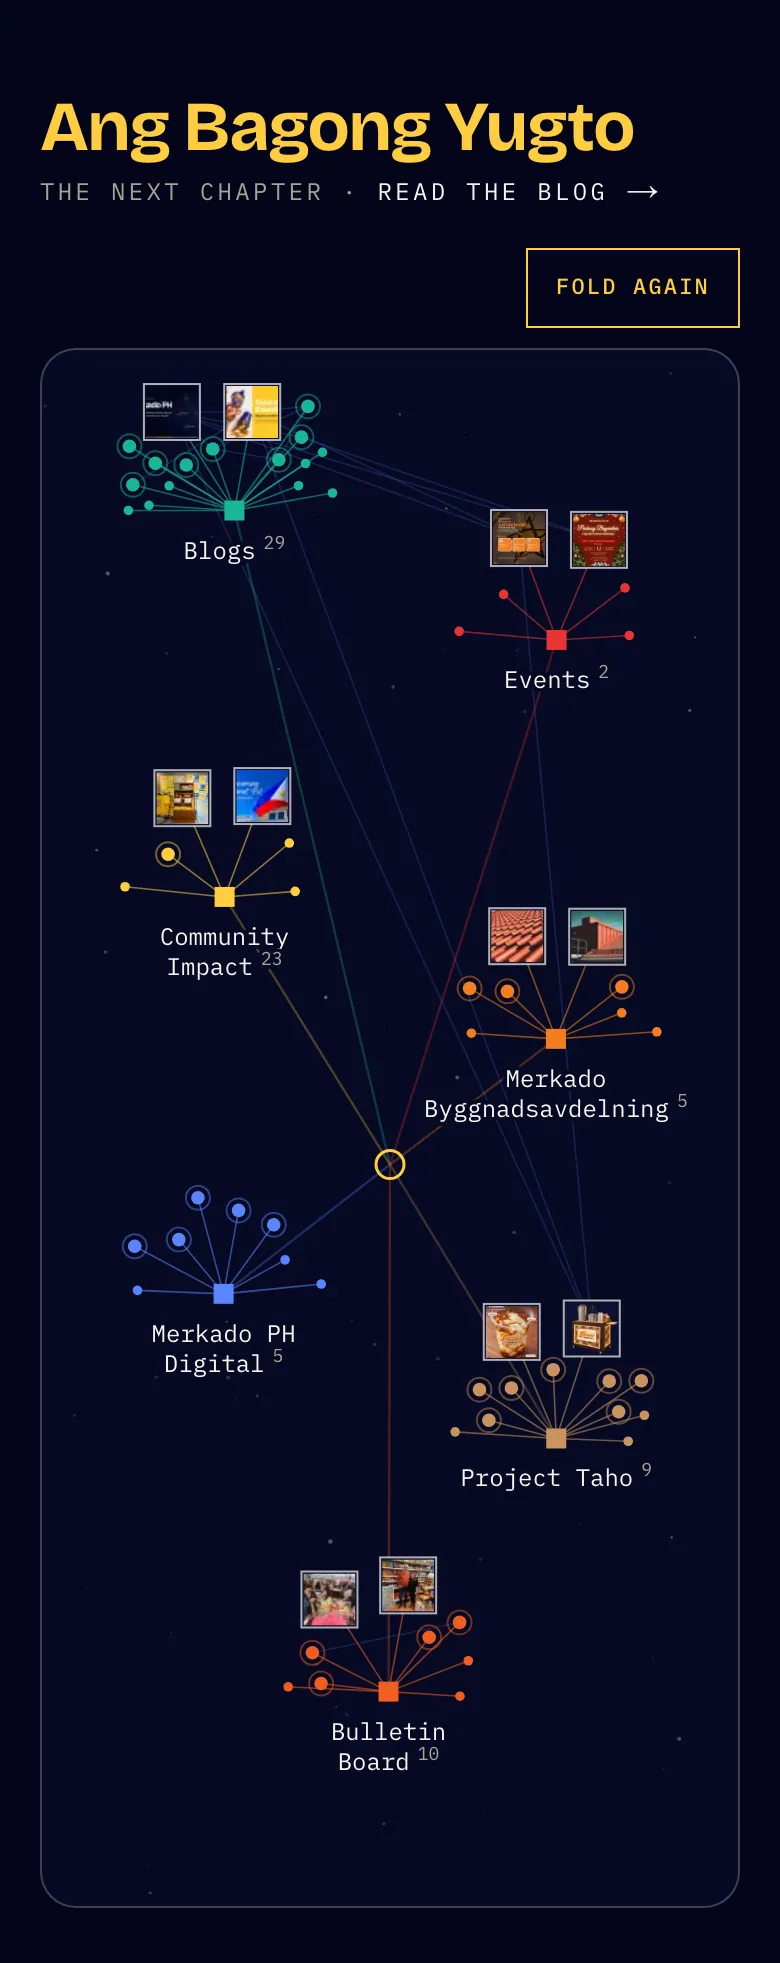 Ang Bagong Yugto
THE NEXT CHAPTER · READ THE BLOG →
FOLD AGAIN
Blogs 29
Events 2
Community
Impact 23
Merkado
Byggnadsavdelning 5
Merkado PH
Digital 5
Project Taho 9
Bulletin
Board 10